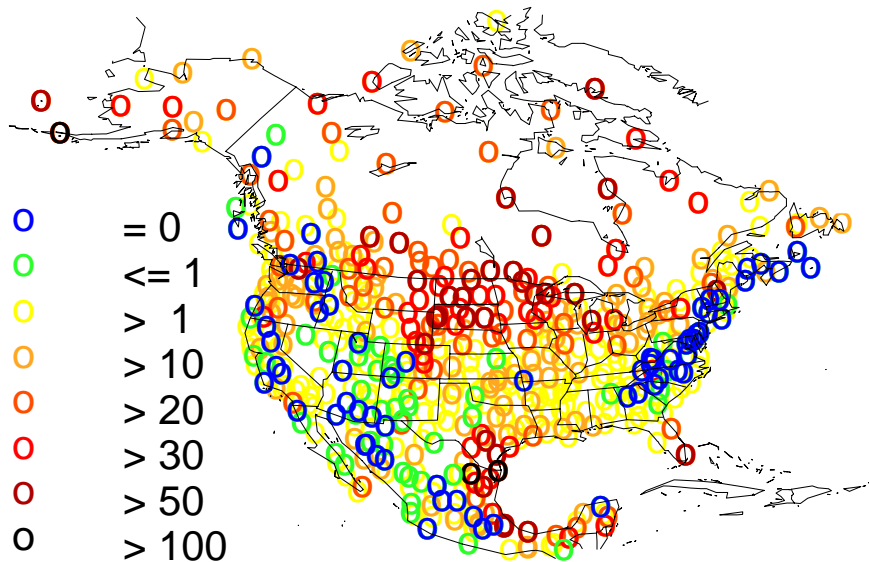 o = 0
o <= 1
o > 1
o > 10
o > 20
o > 30
o > 50
o > 100